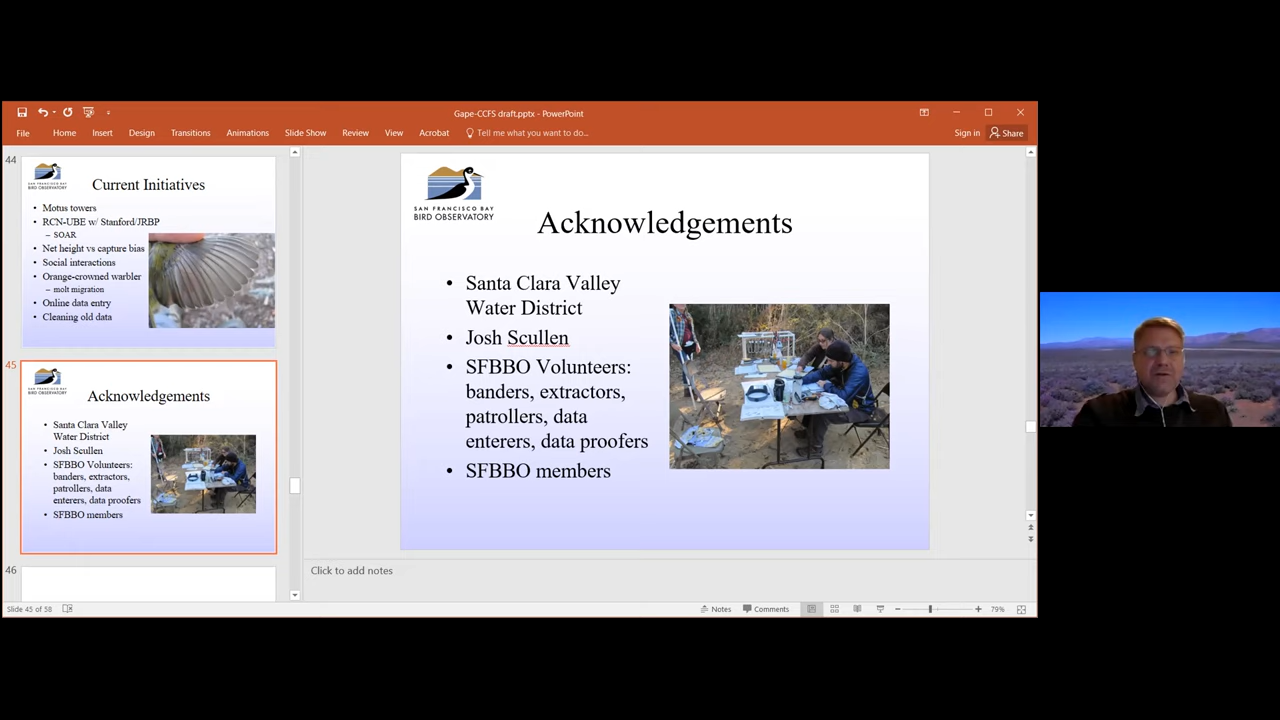 Gape-CCFS draft.pptx - PowerPoint
File Home Insert Design Transitions Animations Slide Show Review View Acrobat Tell me what you want to do... Sign in Share
44
SAN FRANCISCO BAY
BIRD OBSERVATORY
Current Initiatives
• Motus towers
• RCN-UBE w/ Stanford/JRBP
– SOAR
• Net height vs capture bias
• Social interactions
• Orange-crowned warbler
– molt migration
• Online data entry
• Cleaning old data
45
SAN FRANCISCO BAY
BIRD OBSERVATORY
Acknowledgements
• Santa Clara Valley
Water District
• Josh Scullen
• SFBBO Volunteers:
banders, extractors,
patrollers, data
enterers, data proofers
• SFBBO members
46
SAN FRANCISCO BAY
BIRD OBSERVATORY
Acknowledgements
• Santa Clara Valley
Water District
• Josh Scullen
• SFBBO Volunteers:
banders, extractors,
patrollers, data
enterers, data proofers
• SFBBO members
Click to add notes
Slide 45 of 58 Notes Comments 79%